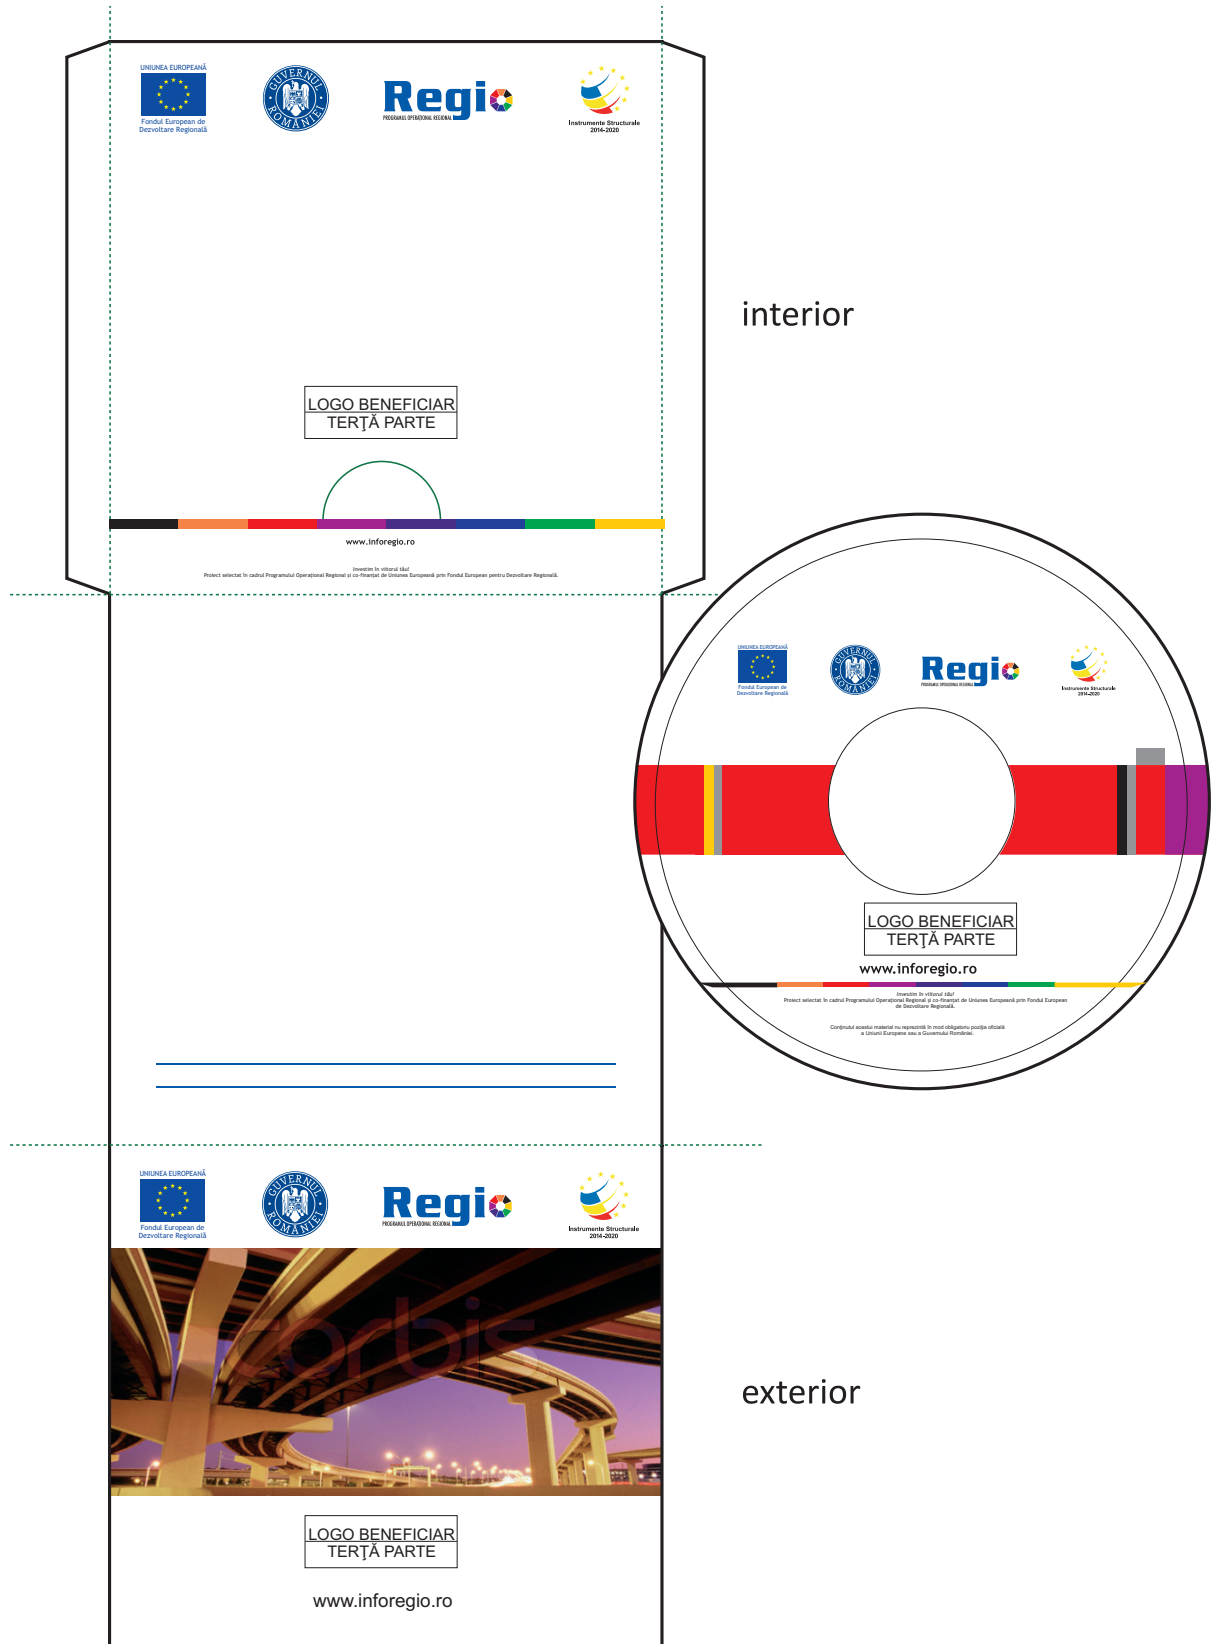 UNIUNEA EUROPEANĂ
Fondul European de
Dezvoltare Regională
GUVERNUL ROMÂNIEI
Regio
PROGRAMUL OPERAȚIONAL REGIONAL
Instrumente Structurale
2014-2020
interior
LOGO BENEFICIAR
TERŢĂ PARTE
www.inforegio.ro
Investim în viitorul tău!
Proiect selectat în cadrul Programului Operațional Regional și co-finanțat de Uniunea Europeană prin Fondul European pentru Dezvoltare Regională.
UNIUNEA EUROPEANĂ
Fondul European de
Dezvoltare Regională
GUVERNUL ROMÂNIEI
Regio
PROGRAMUL OPERAȚIONAL REGIONAL
Instrumente Structurale
2014-2020
LOGO BENEFICIAR
TERŢĂ PARTE
www.inforegio.ro
Investim în viitorul tău!
Proiect selectat în cadrul Programului Operațional Regional și co-finanțat de Uniunea Europeană prin Fondul European
de Dezvoltare Regională.
Conținutul acestui material nu reprezintă în mod obligatoriu poziția oficială
a Uniunii Europene sau a Guvernului României.
UNIUNEA EUROPEANĂ
Fondul European de
Dezvoltare Regională
GUVERNUL ROMÂNIEI
Regio
PROGRAMUL OPERAȚIONAL REGIONAL
Instrumente Structurale
2014-2020
corbis
exterior
LOGO BENEFICIAR
TERŢĂ PARTE
www.inforegio.ro